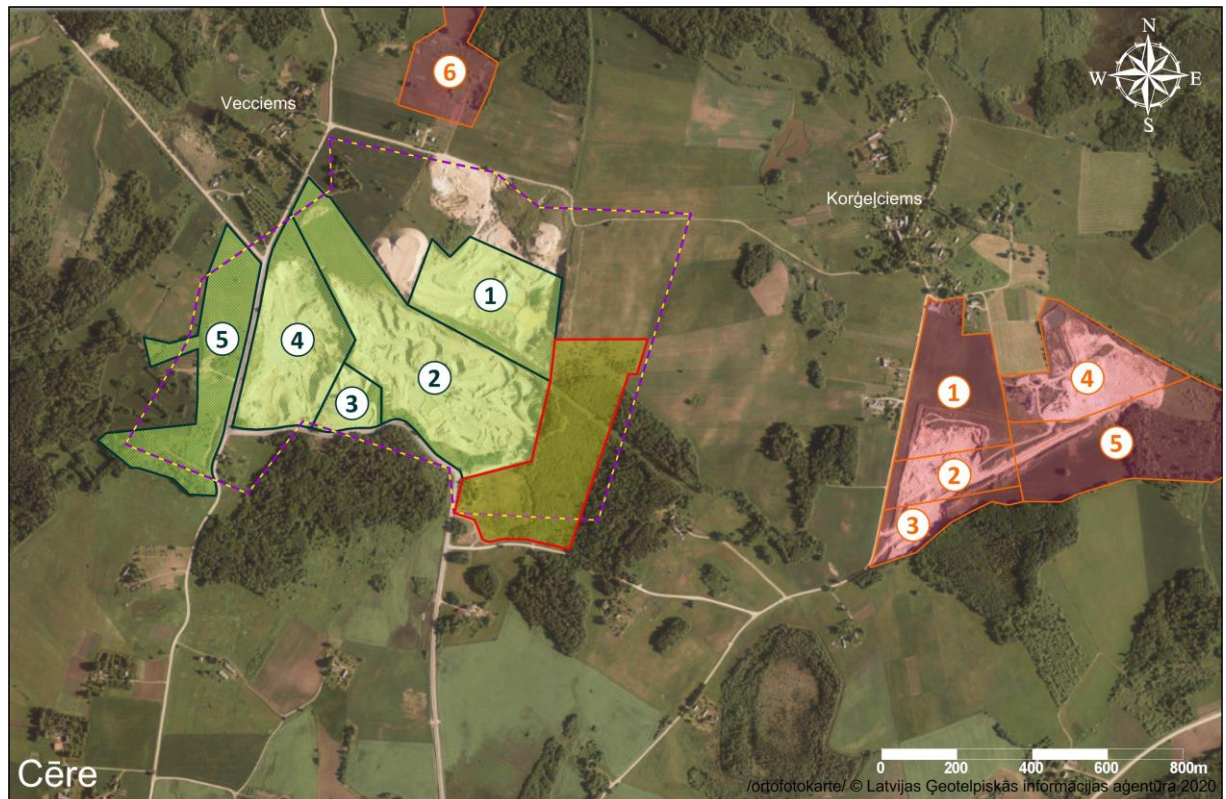 N
W
E
S
6
Vecciems
Korģeļciems
1
5
4
2
3
1
4
5
2
3
Cēre
0
200
400
600
800m
/ortofotokarte/ © Latvijas Ģeotelpiskās informācijas aģentūra 2020